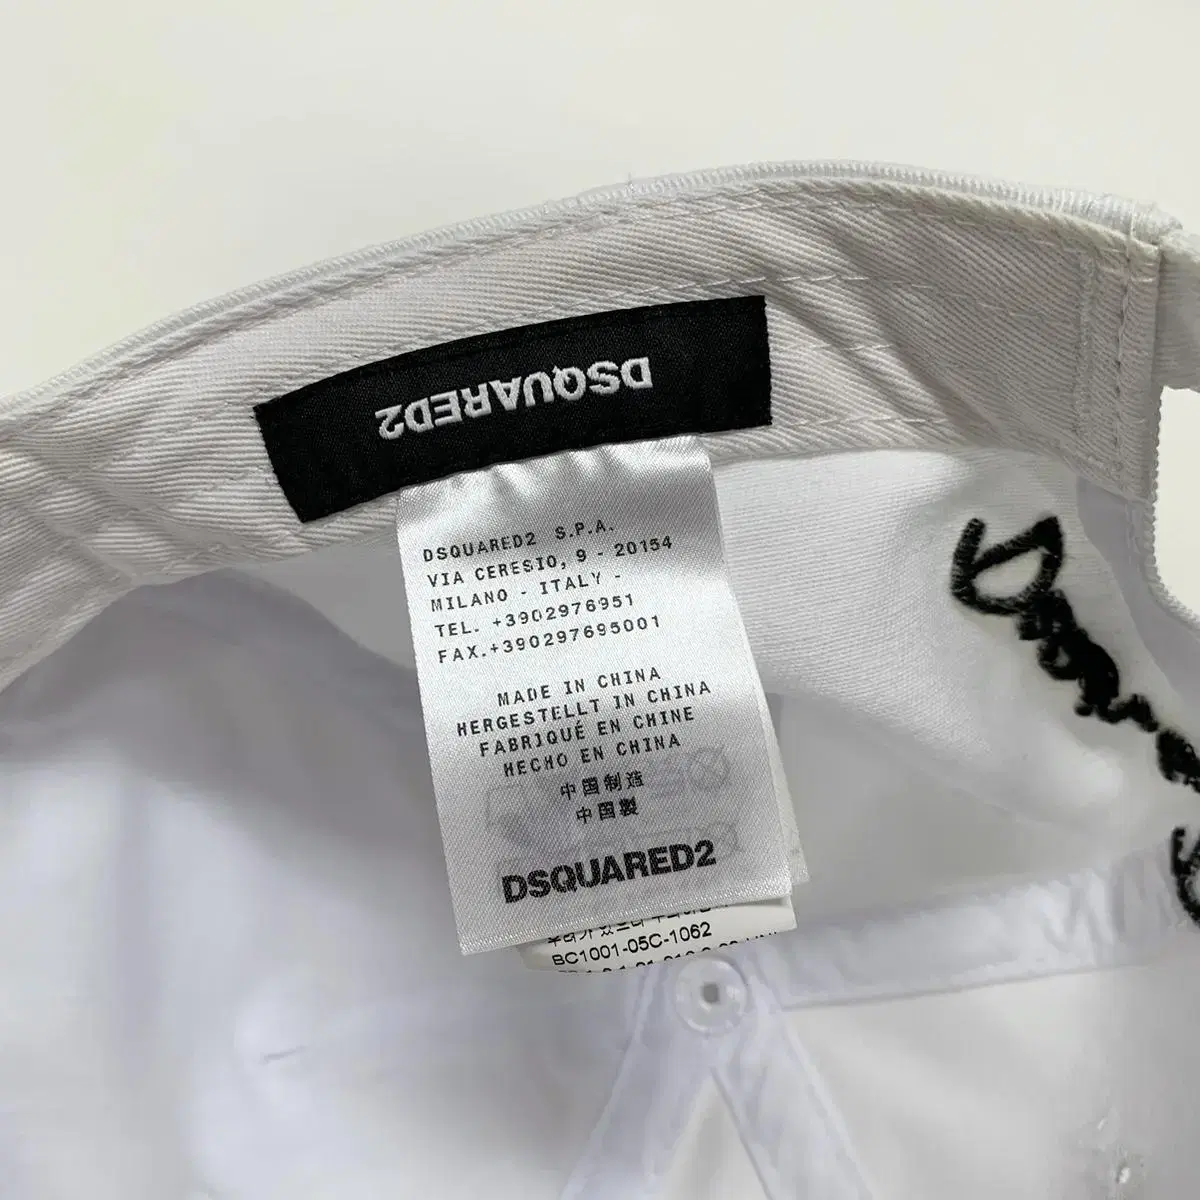 DSQUARED2
DSQUARED2 S.P.A.
VIA CERESIO, 9 - 20154
MILANO - ITALY -
TEL. +3902976951
FAX.+390297695001
MADE IN CHINA
HERGESTELLT IN CHINA
FABRIQUÉ EN CHINE
HECHO EN CHINA
中国制造
中国製
DSQUARED2
BC1001-05C-1062